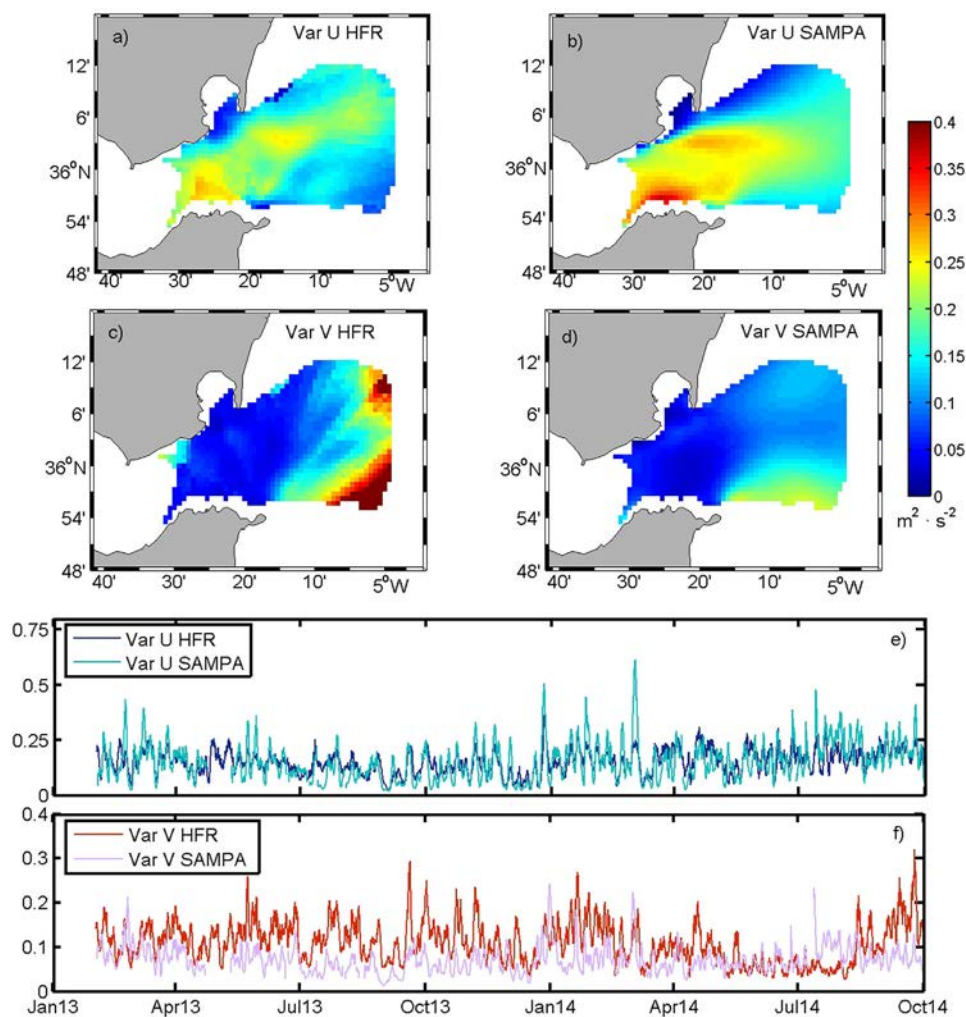 a) Var U HFR
12'
6'
36°N
54'
48'
40' 30' 20' 10' 5°W
b) Var U SAMPA
12'
6'
36°N
54'
48'
40' 30' 20' 10' 5°W
c) Var V HFR
12'
6'
36°N
54'
48'
40' 30' 20' 10' 5°W
d) Var V SAMPA
12'
6'
36°N
54'
48'
40' 30' 20' 10' 5°W
0.4
0.35
0.3
0.25
0.2
0.15
0.1
0.05
0
m² · s⁻²
0.75
0.5
0.25
0
Var U HFR
Var U SAMPA
e)
0.4
0.3
0.2
0.1
0
Var V HFR
Var V SAMPA
f)
Jan13 Apr13 Jul13 Oct13 Jan14 Apr14 Jul14 Oct14